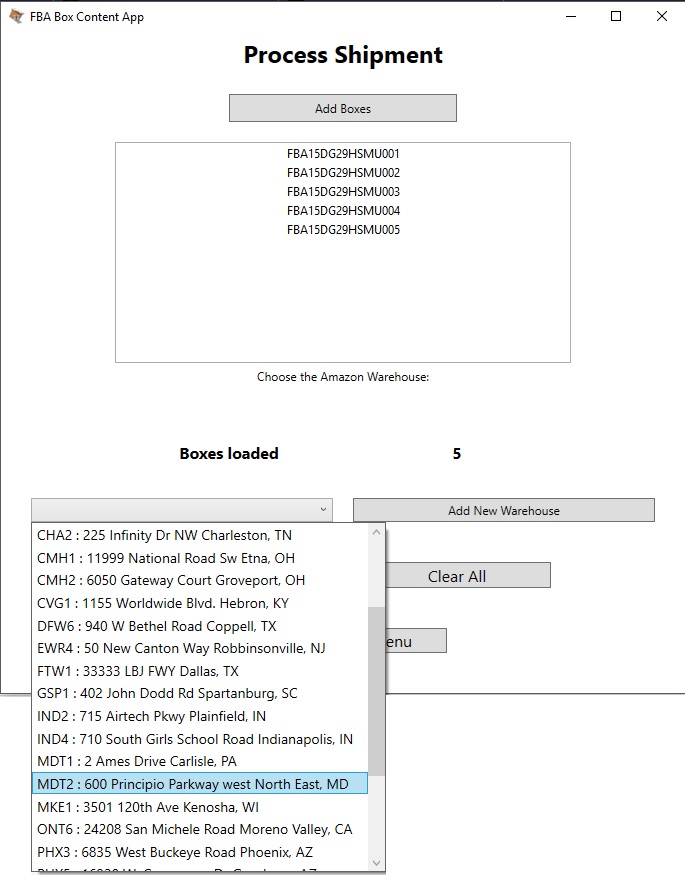 FBA Box Content App
Process Shipment
Add Boxes
FBA15DG29HSMU001
FBA15DG29HSMU002
FBA15DG29HSMU003
FBA15DG29HSMU004
FBA15DG29HSMU005
Choose the Amazon Warehouse:
Boxes loaded 5
Add New Warehouse
CHA2 : 225 Infinity Dr NW Charleston, TN
CMH1 : 11999 National Road Sw Etna, OH
CMH2 : 6050 Gateway Court Groveport, OH
Clear All
CVG1 : 1155 Worldwide Blvd. Hebron, KY
DFW6 : 940 W Bethel Road Coppell, TX
EWR4 : 50 New Canton Way Robbinsonville, NJ
enu
FTW1 : 33333 LBJ FWY Dallas, TX
GSP1 : 402 John Dodd Rd Spartanburg, SC
IND2 : 715 Airtech Pkwy Plainfield, IN
IND4 : 710 South Girls School Road Indianapolis, IN
MDT1 : 2 Ames Drive Carlisle, PA
MDT2 : 600 Principio Parkway west North East, MD
MKE1 : 3501 120th Ave Kenosha, WI
ONT6 : 24208 San Michele Road Moreno Valley, CA
PHX3 : 6835 West Buckeye Road Phoenix, AZ